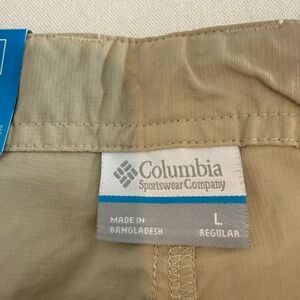 Columbia
Sportswear Company
MADE IN
BANGLADESH
L
REGULAR